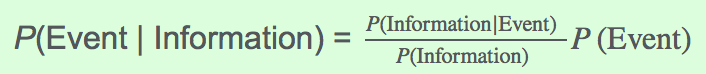 P(Event | Information) = P(Information|Event) / P(Information) P (Event)